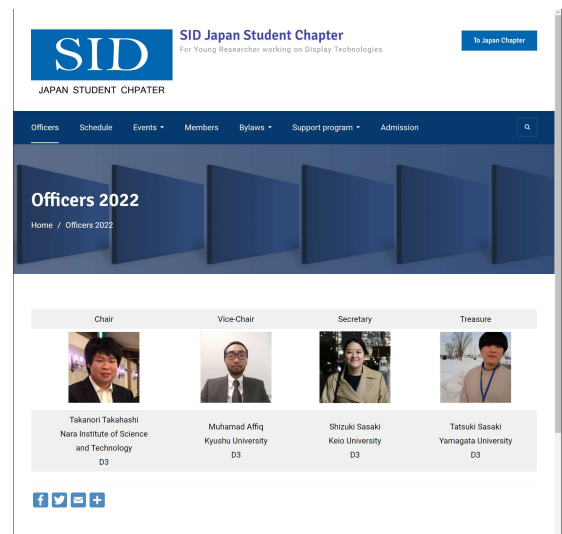 SID
JAPAN STUDENT CHPATER
SID Japan Student Chapter
For Young Researcher working on Display Technologies
To Japan Chapter
Officers Schedule Events Members Bylaws Support program Admission
Officers 2022
Home / Officers 2022
Chair Vice-Chair Secretary Treasure
Takanori Takahashi
Nara Institute of Science
and Technology
D3
Muhamad Affiq
Kyushu University
D3
Shizuki Sasaki
Keio University
D3
Tatsuki Sasaki
Yamagata University
D3